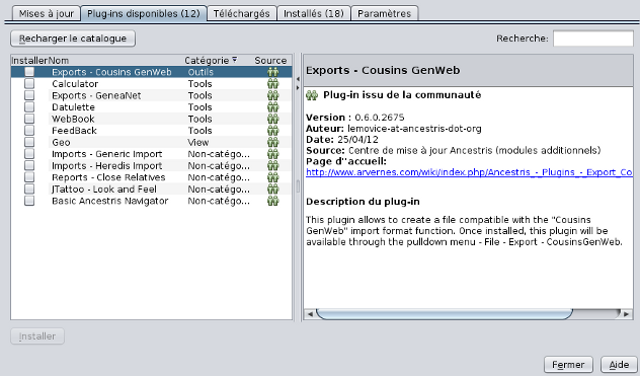 Mises à jour Plug-ins disponibles (12) Téléchargés Installés (18) Paramètres
Recharger le catalogue Recherche:
Installer Nom Catégorie Source
Exports - Cousins GenWeb Outils
Calculator Tools
Exports - GeneaNet Tools
Datulette Tools
WebBook Tools
FeedBack Tools
Geo View
Imports - Generic Import Non-catégo...
Imports - Heredis Import Non-catégo...
Reports - Close Relatives Non-catégo...
JTattoo - Look and Feel Non-catégo...
Basic Ancestris Navigator Non-catégo...
Exports - Cousins GenWeb
Plug-in issu de la communauté
Version : 0.6.0.2675
Auteur: lemovice-at-ancestris-dot-org
Date: 25/04/12
Source: Centre de mise à jour Ancestris (modules additionnels)
Page d''accueil:
http://www.arvernes.com/wiki/index.php/Ancestris_-_Plugins_-_Export_Co
Description du plug-in
This plugin allows to create a file compatible with the "Cousins
GenWeb" import format function. Once installed, this plugin will be
available through the pulldown menu - File - Export - CousinsGenWeb.
Installer
Fermer Aide